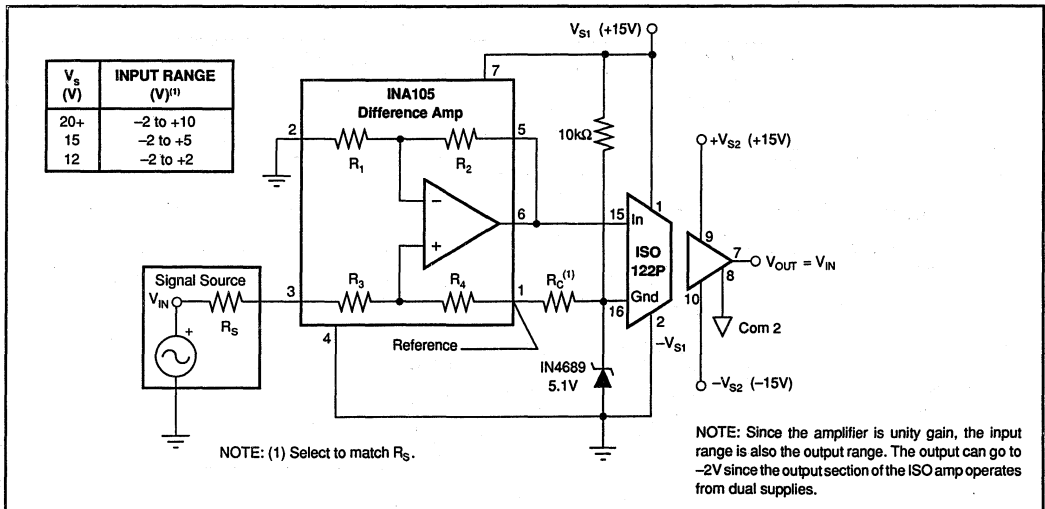 V_S1 (+15V)
V_S (V) INPUT RANGE (V)(1)
20+ –2 to +10
15 –2 to +5
12 –2 to +2
7
INA105
Difference Amp
2
R1
R2
5
10kΩ
+V_S2 (+15V)
–
+
6
15 In
1
ISO
122P
9
7
V_OUT = V_IN
8
10
Signal Source
V_IN
R_S
3
R3
R4
1
R_C(1)
Gnd
16
2
–V_S1
Com 2
4
Reference
IN4689
5.1V
–V_S2 (–15V)
NOTE: (1) Select to match R_S.
NOTE: Since the amplifier is unity gain, the input
range is also the output range. The output can go to
–2V since the output section of the ISO amp operates
from dual supplies.